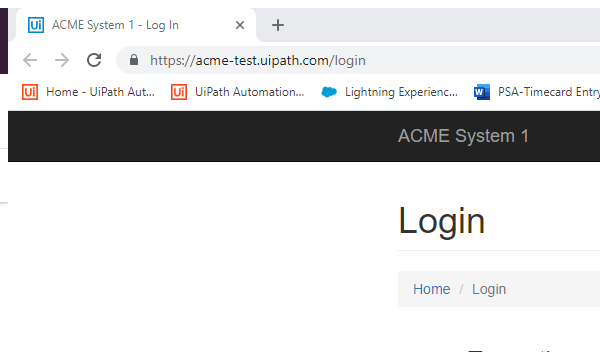 Ui ACME System 1 - Log In
https://acme-test.uipath.com/login
Ui Home - UiPath Aut... Ui UiPath Automation... Lightning Experienc... W PSA-Timecard Entry
ACME System 1
Login
Home / Login